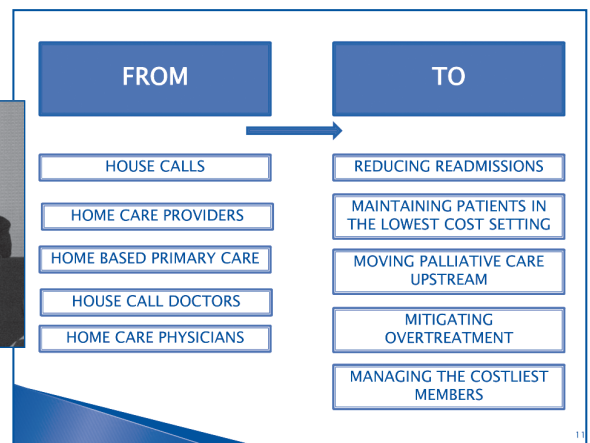 FROM
HOUSE CALLS
HOME CARE PROVIDERS
HOME BASED PRIMARY CARE
HOUSE CALL DOCTORS
HOME CARE PHYSICIANS
TO
REDUCING READMISSIONS
MAINTAINING PATIENTS IN
THE LOWEST COST SETTING
MOVING PALLIATIVE CARE
UPSTREAM
MITIGATING
OVERTREATMENT
MANAGING THE COSTLIEST
MEMBERS
11